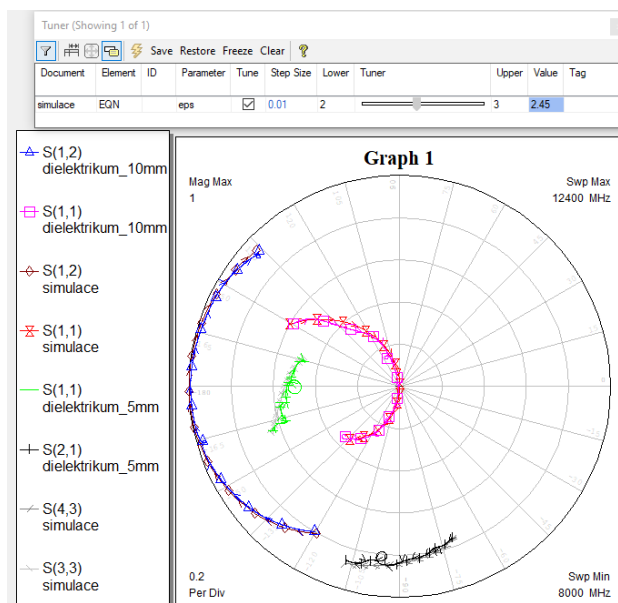 Tuner (Showing 1 of 1)
Save Restore Freeze Clear
Document Element ID Parameter Tune Step Size Lower Tuner Upper Value Tag
simulace EQN eps 0.01 2 3 2.45
S(1,2)
dielektrikum_10mm
S(1,1)
dielektrikum_10mm
S(1,2)
simulace
S(1,1)
simulace
S(1,1)
dielektrikum_5mm
S(2,1)
dielektrikum_5mm
S(4,3)
simulace
S(3,3)
simulace
Graph 1
Mag Max
1
Swp Max
12400 MHz
0.2
Per Div
Swp Min
8000 MHz